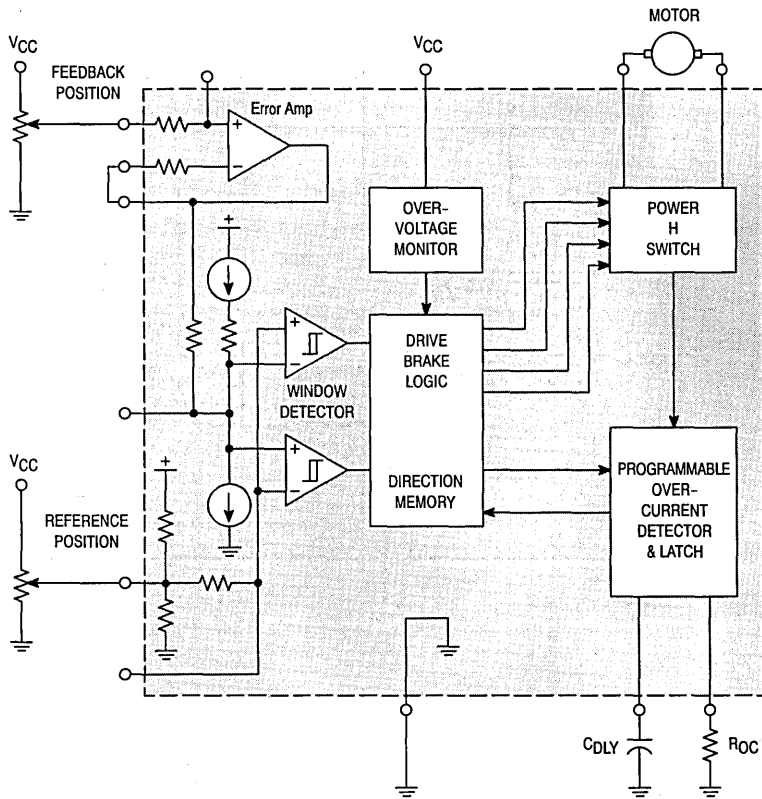 MOTOR
VCC
FEEDBACK
POSITION
VCC
Error Amp
+
−
OVER-
VOLTAGE
MONITOR
POWER
H
SWITCH
+
+
−
WINDOW
DETECTOR
DRIVE
BRAKE
LOGIC
VCC
+
REFERENCE
POSITION
+
−
DIRECTION
MEMORY
PROGRAMMABLE
OVER-
CURRENT
DETECTOR
& LATCH
CDLY
ROC